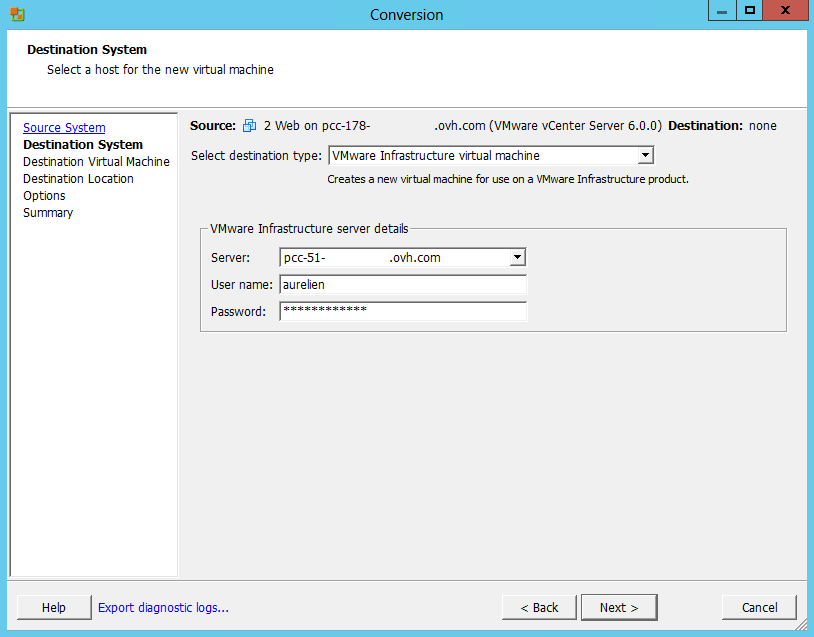 Conversion
Destination System
Select a host for the new virtual machine
Source System
Destination System
Destination Virtual Machine
Destination Location
Options
Summary
Source: 2 Web on pcc-178- .ovh.com (VMware vCenter Server 6.0.0) Destination: none
Select destination type: VMware Infrastructure virtual machine
Creates a new virtual machine for use on a VMware Infrastructure product.
VMware Infrastructure server details
Server: pcc-51- .ovh.com
User name: aurelien
Password: ************
Help
Export diagnostic logs...
< Back
Next >
Cancel